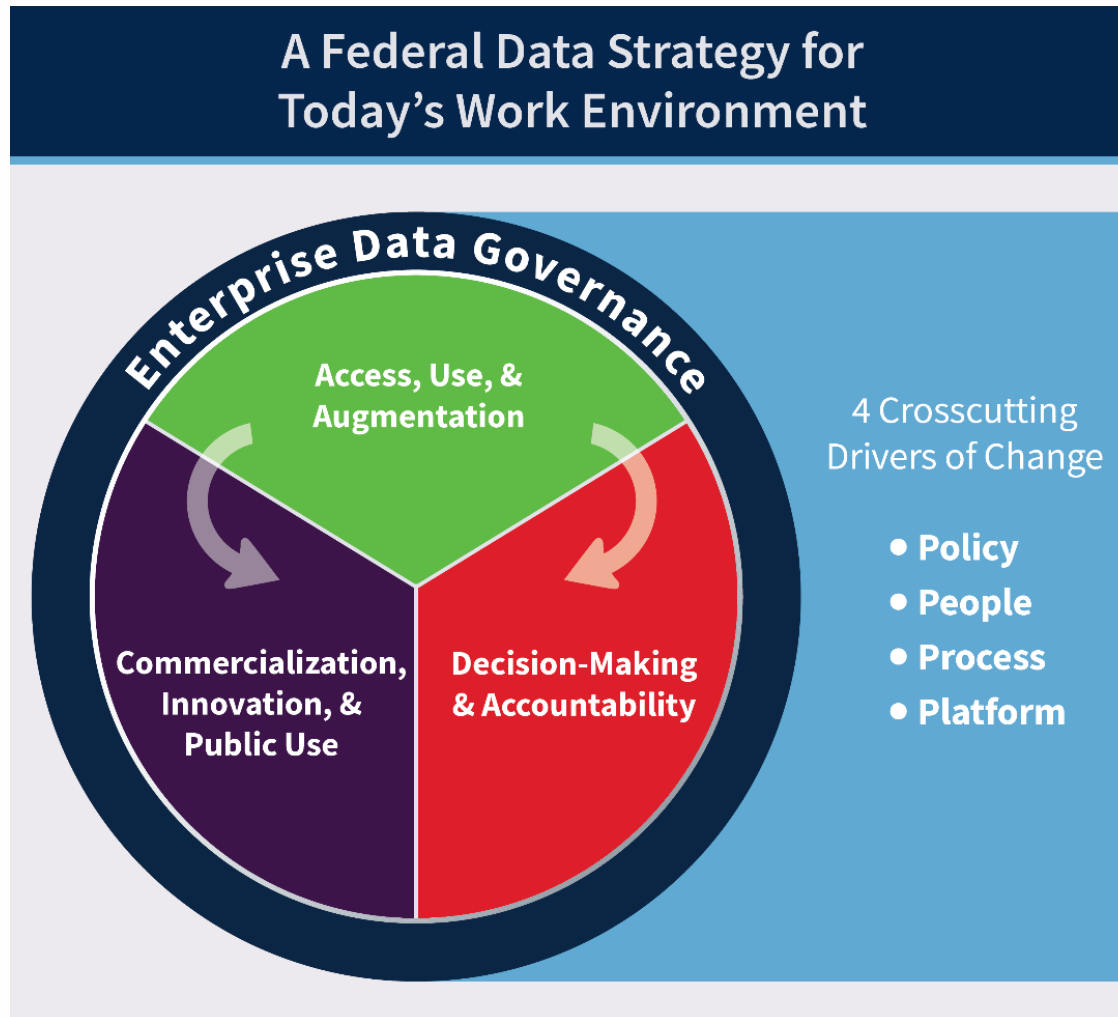 A Federal Data Strategy for
Today’s Work Environment
Enterprise Data Governance
Access, Use, &
Augmentation
Commercialization,
Innovation, &
Public Use
Decision-Making
& Accountability
4 Crosscutting
Drivers of Change
• Policy
• People
• Process
• Platform